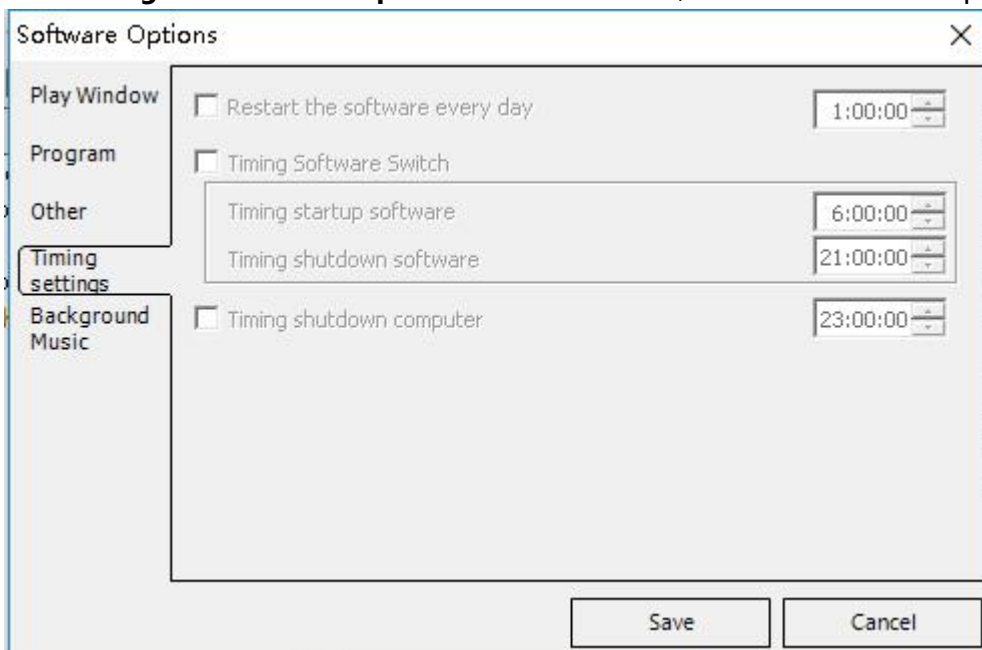 Software Options
Play Window
Restart the software every day 1:00:00
Program
Timing Software Switch
Other
Timing startup software 6:00:00
Timing settings
Timing shutdown software 21:00:00
Background Music
Timing shutdown computer 23:00:00
Save Cancel